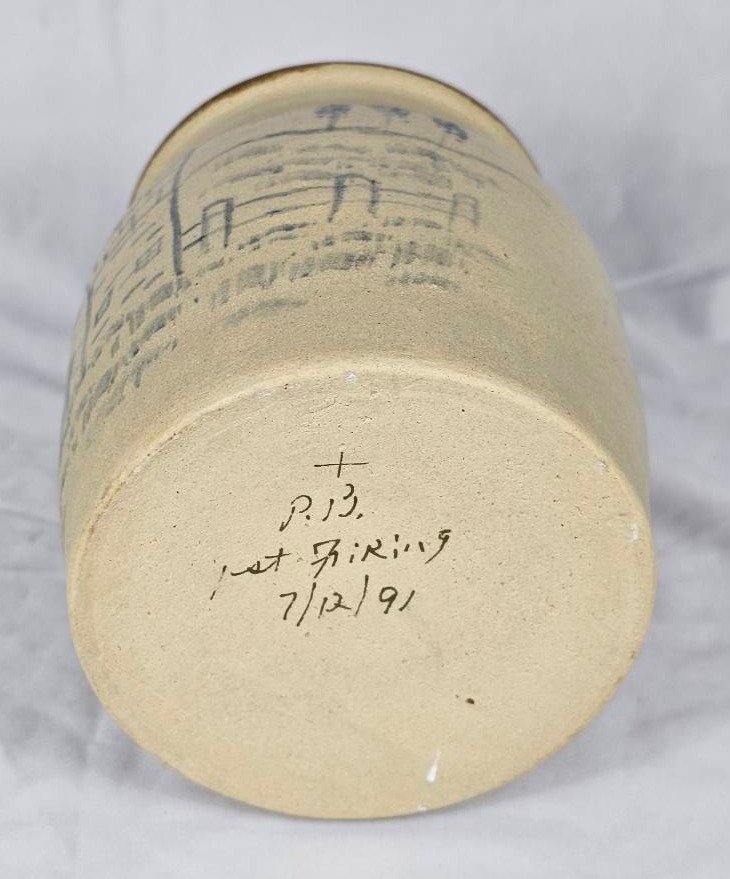 +
P.B.
1st Firing
7/12/91